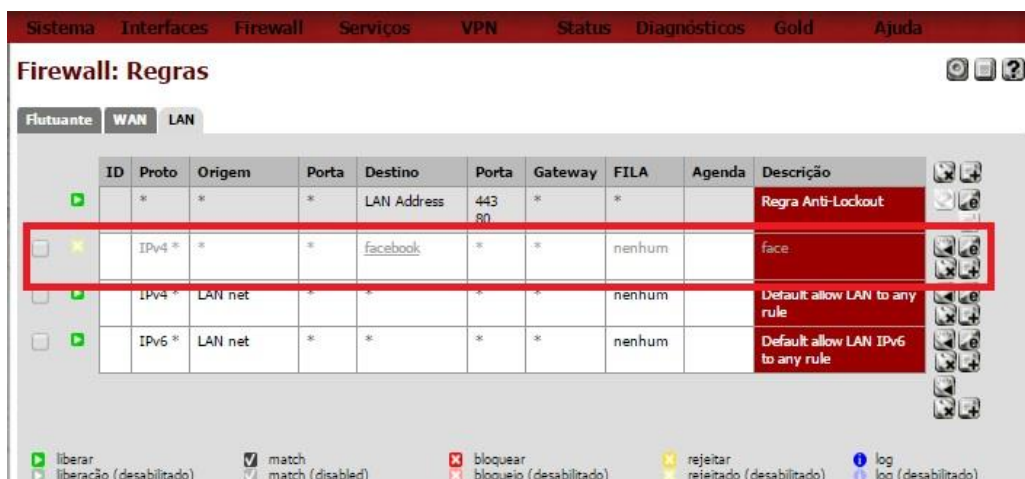 Sistema Interfaces Firewall Serviços VPN Status Diagnósticos Gold Ajuda
Firewall: Regras
Flutuante WAN LAN
ID Proto Origem Porta Destino Porta Gateway FILA Agenda Descrição
* * * LAN Address 443 * * Regra Anti-Lockout
80
IPv4 * * * facebook * * nenhum face
IPv4 * LAN net * * * * nenhum Default allow LAN to any
rule
IPv6 * LAN net * * * * nenhum Default allow LAN IPv6
to any rule
liberar match bloquear rejeitar log
liberação (desabilitado) match (disabled) bloqueio (desabilitado) rejeitado (desabilitado) log (desabilitado)